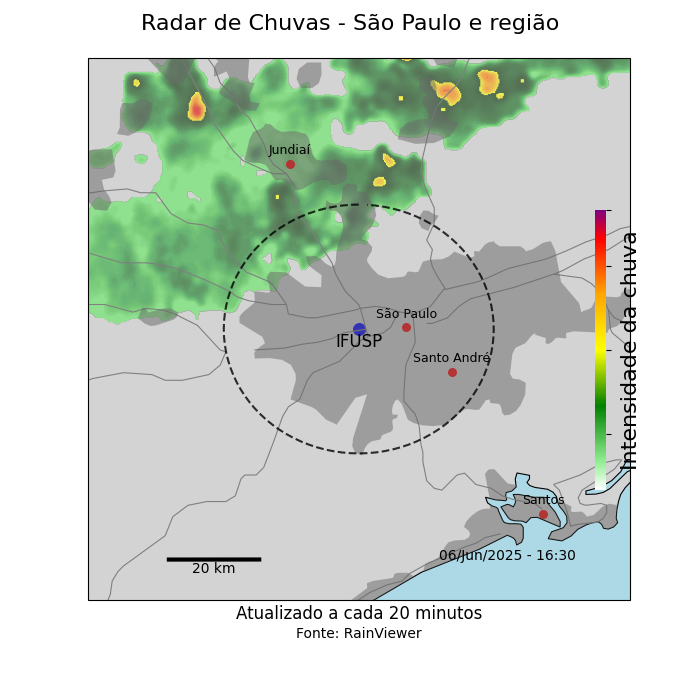 Radar de Chuvas - São Paulo e região
Jundiaí
São Paulo
IFUSP
Santo André
Intensidade da chuva
Santos
06/Jun/2025 - 16:30
20 km
Atualizado a cada 20 minutos
Fonte: RainViewer